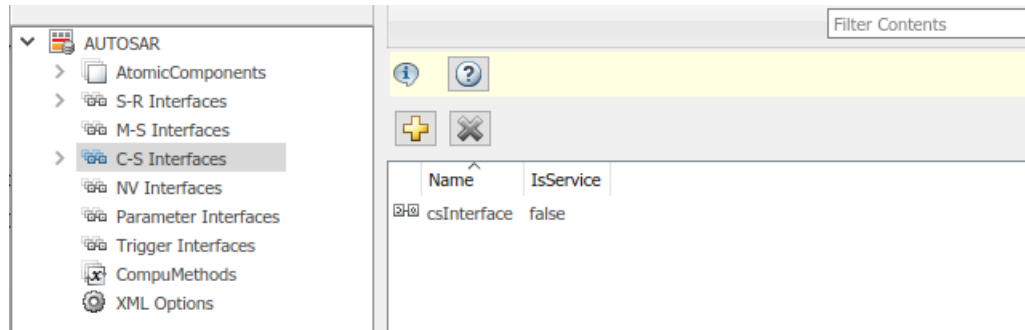 Filter Contents
AUTOSAR
AtomicComponents
S-R Interfaces
M-S Interfaces
C-S Interfaces
NV Interfaces
Parameter Interfaces
Trigger Interfaces
CompuMethods
XML Options
Name IsService
csInterface false